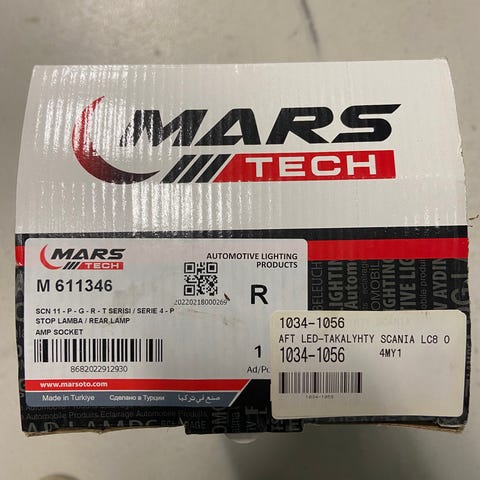 MARS
TECH
MARS
TECH
AUTOMOTIVE LIGHTING
PRODUCTS
M 611346
20220218000269
R
SCN 11 - P - G - R - T SERISI / SERIE 4 - P
STOP LAMBA / REAR LAMP
AMP SOCKET
1
Ad/Pc
8682022912930
www.marsoto.com
Made in Turkiye
Сделано в Турции
صنع في تركيا
1034-1056
AFT LED-TAKALYHTY SCANIA LC8 O
1034-1056
4MY1
1034-1056